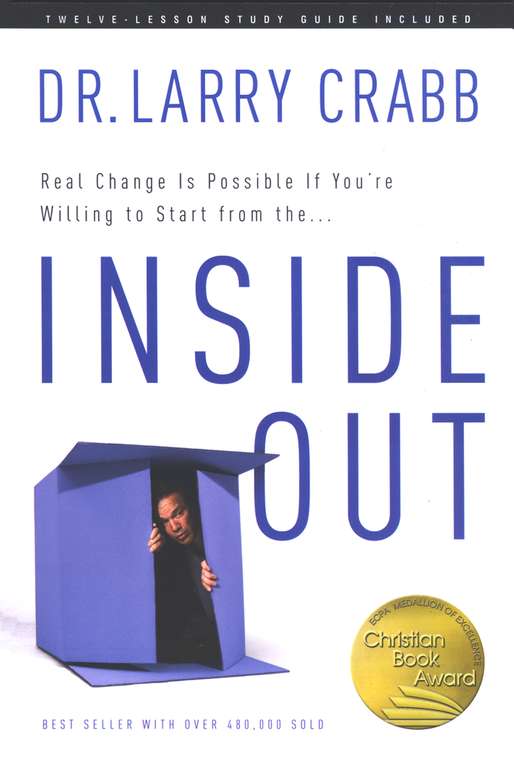 TWELVE-LESSON STUDY GUIDE INCLUDED
DR. LARRY CRABB
Real Change Is Possible If You're
Willing to Start from the...
INSIDE
OUT
ECPA MEDALLION OF EXCELLENCE
Christian
Book
Award
BEST SELLER WITH OVER 480,000 SOLD